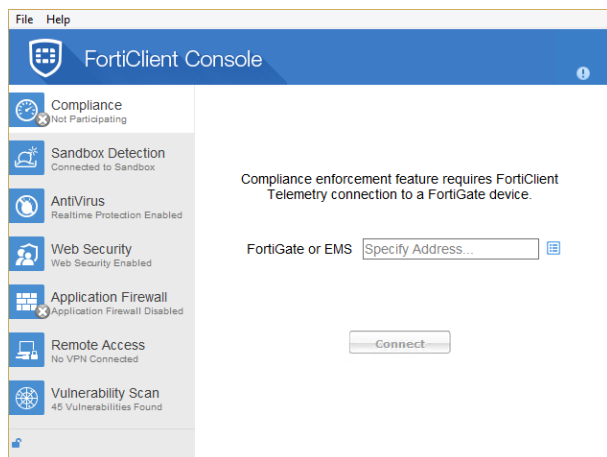 File Help
FortiClient Console
Compliance
Not Participating
Sandbox Detection
Connected to Sandbox
AntiVirus
Realtime Protection Enabled
Web Security
Web Security Enabled
Application Firewall
Application Firewall Disabled
Remote Access
No VPN Connected
Vulnerability Scan
45 Vulnerabilities Found
Compliance enforcement feature requires FortiClient
Telemetry connection to a FortiGate device.
FortiGate or EMS Specify Address...
Connect